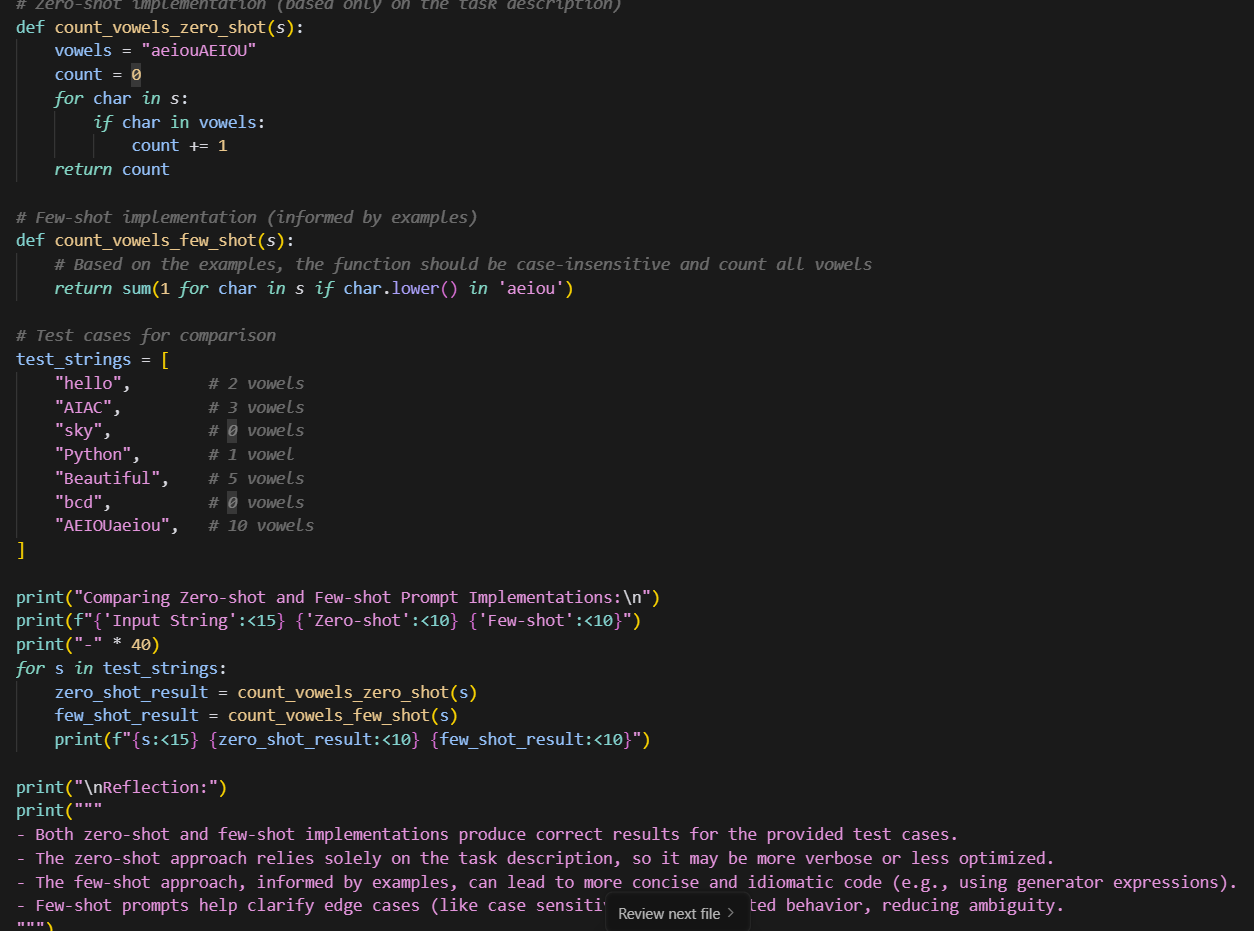 # Zero-shot implementation (based only on the task description)
def count_vowels_zero_shot(s):
    vowels = "aeiouAEIOU"
    count = 0
    for char in s:
        if char in vowels:
            count += 1
    return count

# Few-shot implementation (informed by examples)
def count_vowels_few_shot(s):
    # Based on the examples, the function should be case-insensitive and count all vowels
    return sum(1 for char in s if char.lower() in 'aeiou')

# Test cases for comparison
test_strings = [
    "hello",        # 2 vowels
    "AIAC",         # 3 vowels
    "sky",          # 0 vowels
    "Python",       # 1 vowel
    "Beautiful",    # 5 vowels
    "bcd",          # 0 vowels
    "AEIOUaeiou",   # 10 vowels
]

print("Comparing Zero-shot and Few-shot Prompt Implementations:\n")
print(f"{'Input String':<15} {'Zero-shot':<10} {'Few-shot':<10}")
print("-" * 40)
for s in test_strings:
    zero_shot_result = count_vowels_zero_shot(s)
    few_shot_result = count_vowels_few_shot(s)
    print(f"{s:<15} {zero_shot_result:<10} {few_shot_result:<10}")

print("\nReflection:")
print("""
- Both zero-shot and few-shot implementations produce correct results for the provided test cases.
- The zero-shot approach relies solely on the task description, so it may be more verbose or less optimized.
- The few-shot approach, informed by examples, can lead to more concise and idiomatic code (e.g., using generator expressions).
- Few-shot prompts help clarify edge cases (like case behavior, reducing ambiguity.
Review next file >
""")